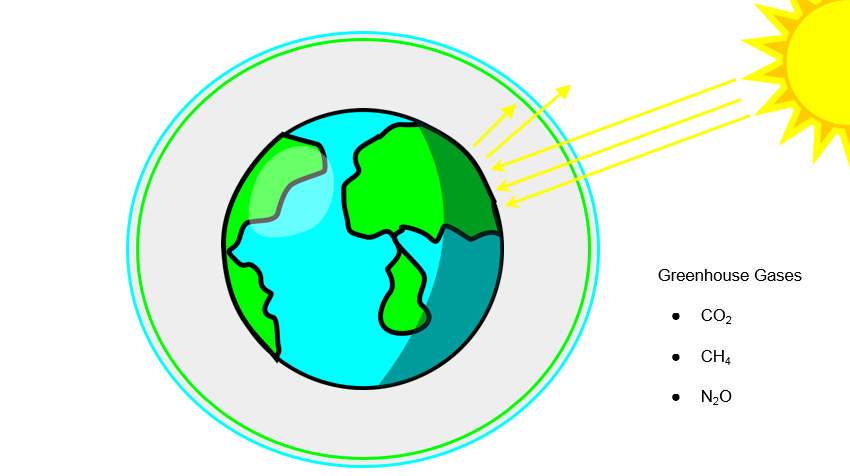 Greenhouse Gases
● CO₂
● CH₄
● N₂O